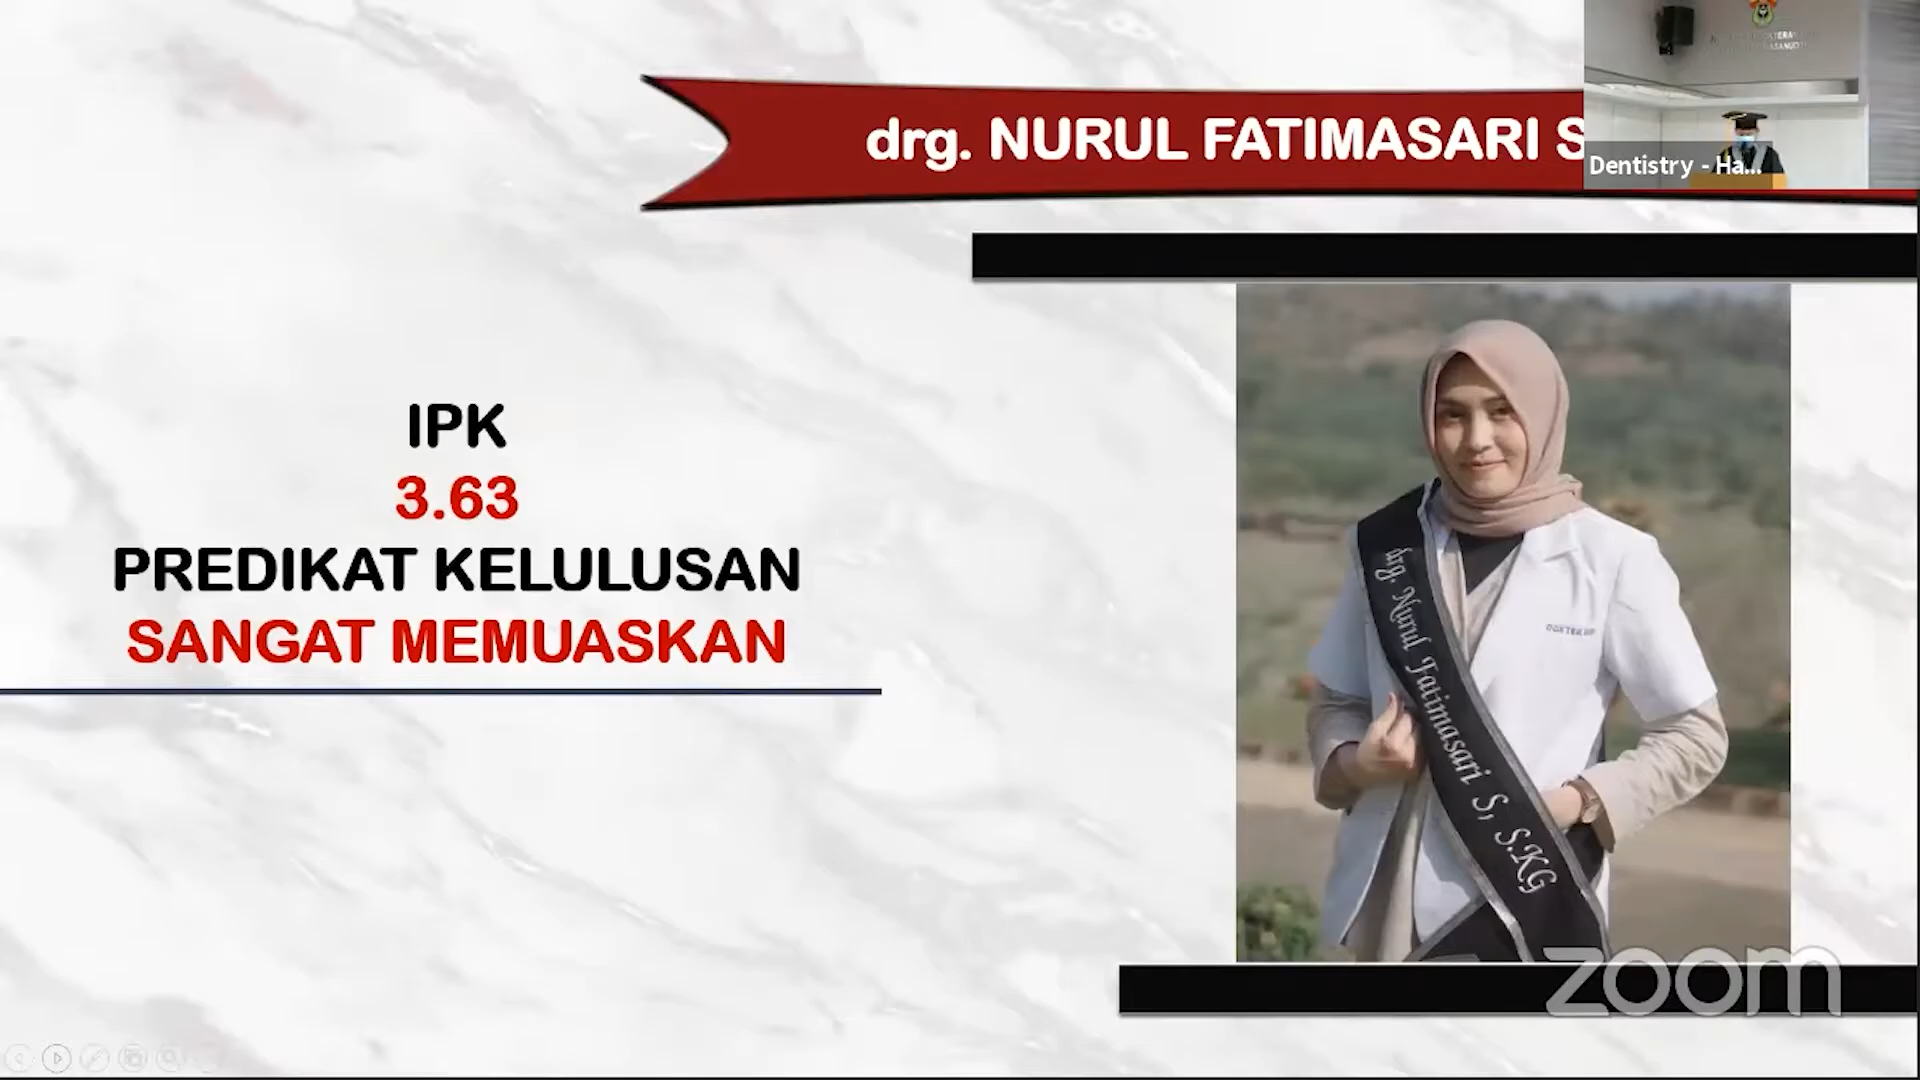 drg. NURUL FATIMASARI S
Dentistry - Ha...
IPK
3.63
PREDIKAT KELULUSAN
SANGAT MEMUASKAN
drg. Nurul Fatimasari S, S.KG
zoom